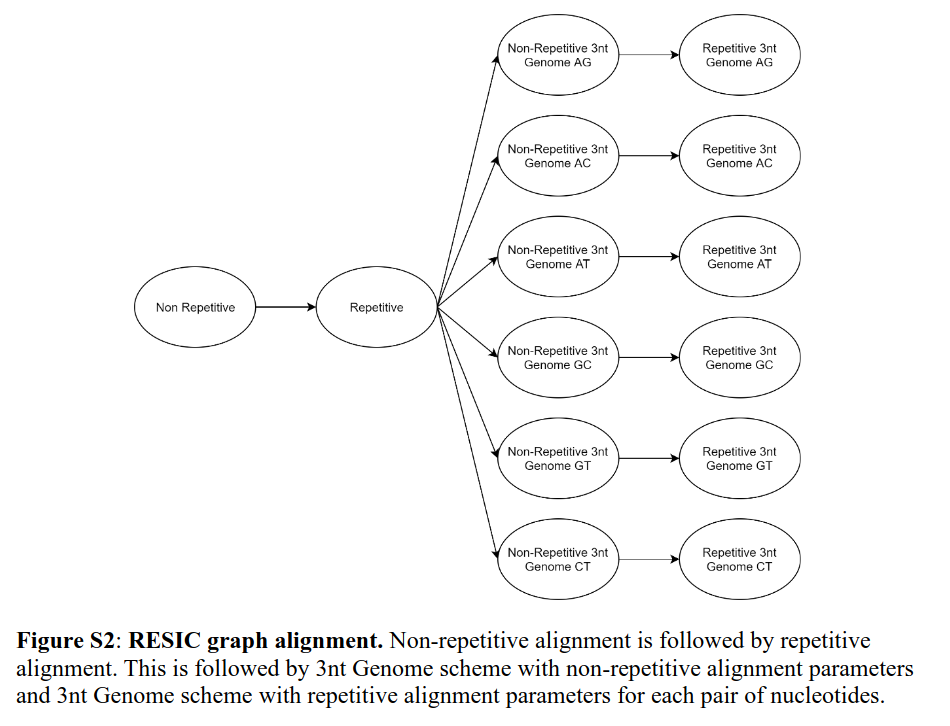 Non-Repetitive 3nt
Genome AG
Repetitive 3nt
Genome AG
Non-Repetitive 3nt
Genome AC
Repetitive 3nt
Genome AC
Non-Repetitive 3nt
Genome AT
Repetitive 3nt
Genome AT
Non Repetitive
Repetitive
Non-Repetitive 3nt
Genome GC
Repetitive 3nt
Genome GC
Non-Repetitive 3nt
Genome GT
Repetitive 3nt
Genome GT
Non-Repetitive 3nt
Genome CT
Repetitive 3nt
Genome CT
Figure S2: RESIC graph alignment. Non-repetitive alignment is followed by repetitive
alignment. This is followed by 3nt Genome scheme with non-repetitive alignment parameters
and 3nt Genome scheme with repetitive alignment parameters for each pair of nucleotides.